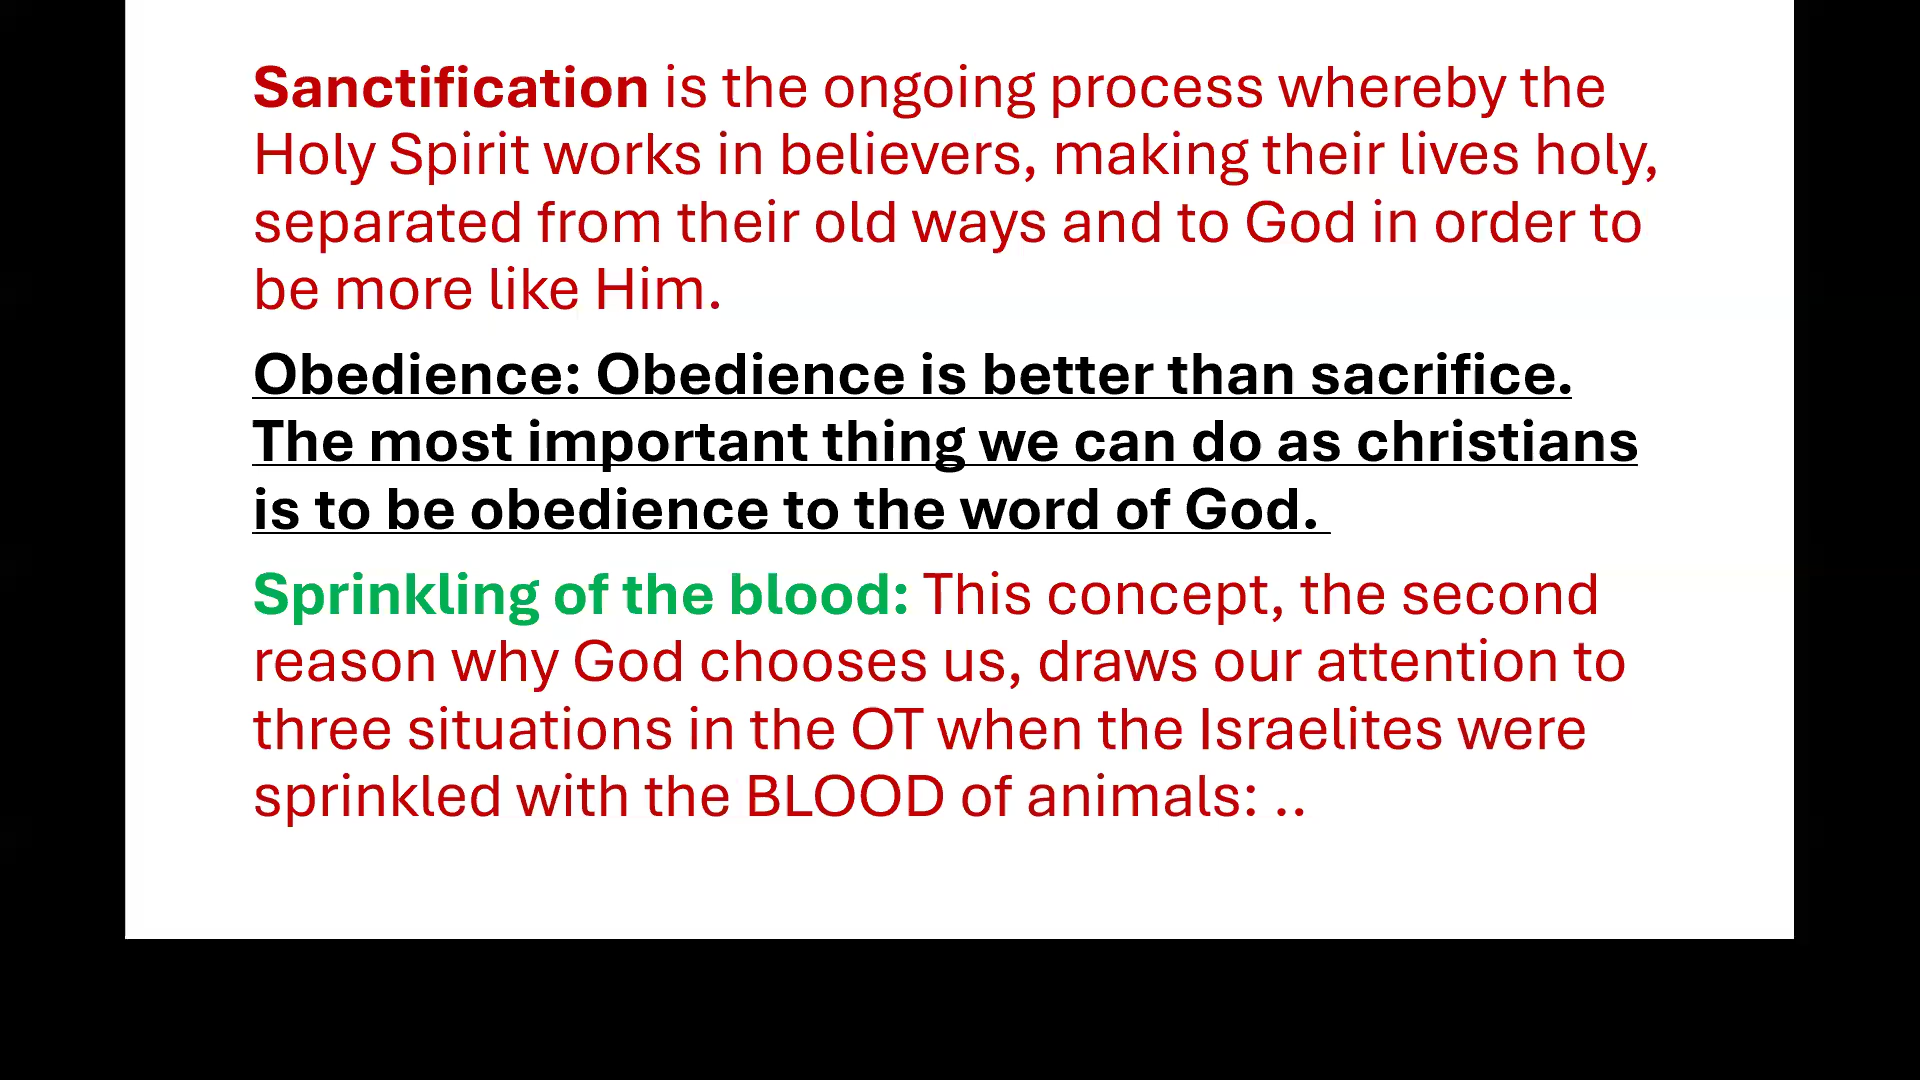 Sanctification is the ongoing process whereby the
Holy Spirit works in believers, making their lives holy,
separated from their old ways and to God in order to
be more like Him.
Obedience: Obedience is better than sacrifice.
The most important thing we can do as christians
is to be obedience to the word of God.
Sprinkling of the blood: This concept, the second
reason why God chooses us, draws our attention to
three situations in the OT when the Israelites were
sprinkled with the BLOOD of animals: ..